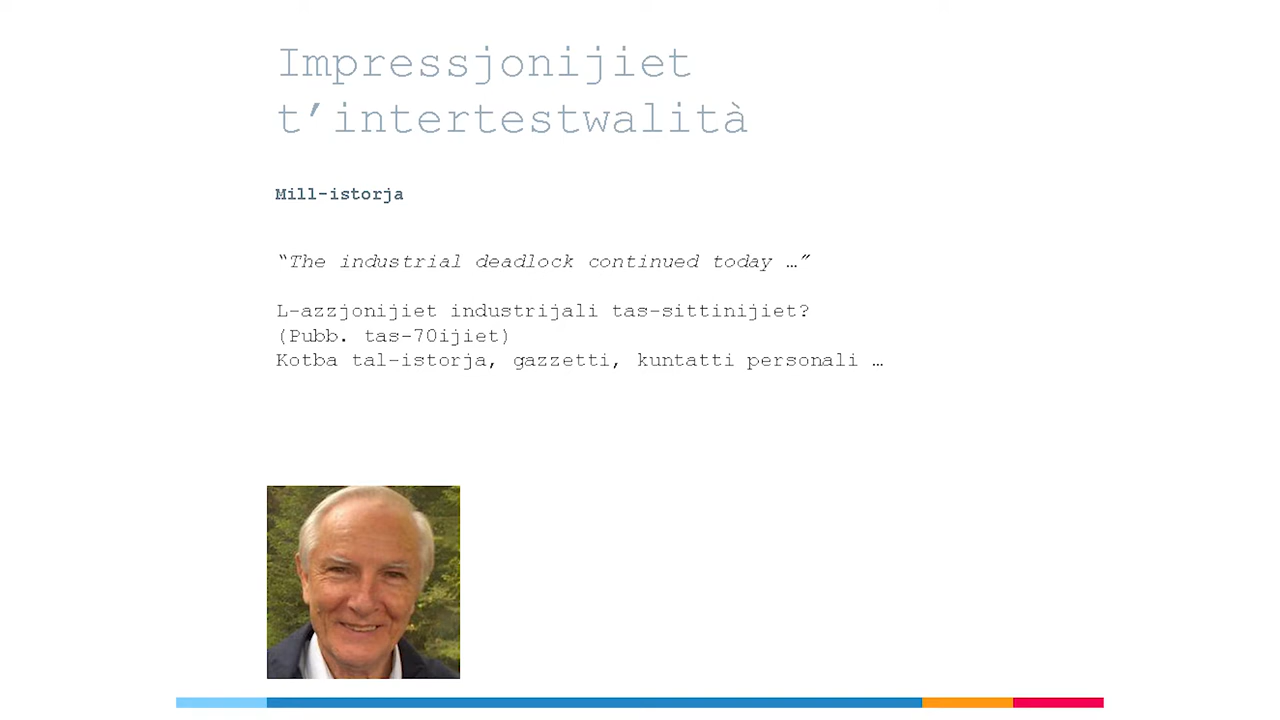 Impressjonijiet
t’intertestwalità
Mill-istorja
“The industrial deadlock continued today …”
L-azzjonijiet industrijali tas-sittinijiet?
(Pubb. tas-70ijiet)
Kotba tal-istorja, gazzetti, kuntatti personali …